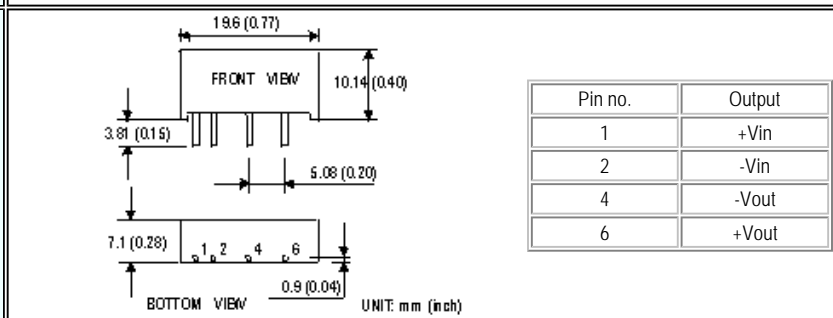 19.6 (0.77)
FRONT VIEW
10.14 (0.40)
3.81 (0.15)
5.08 (0.20)
7.1 (0.28)
1 2 4 6
0.9 (0.04)
BOTTOM VIEW
UNIT: mm (inch)
Pin no. Output
1 +Vin
2 -Vin
4 -Vout
6 +Vout